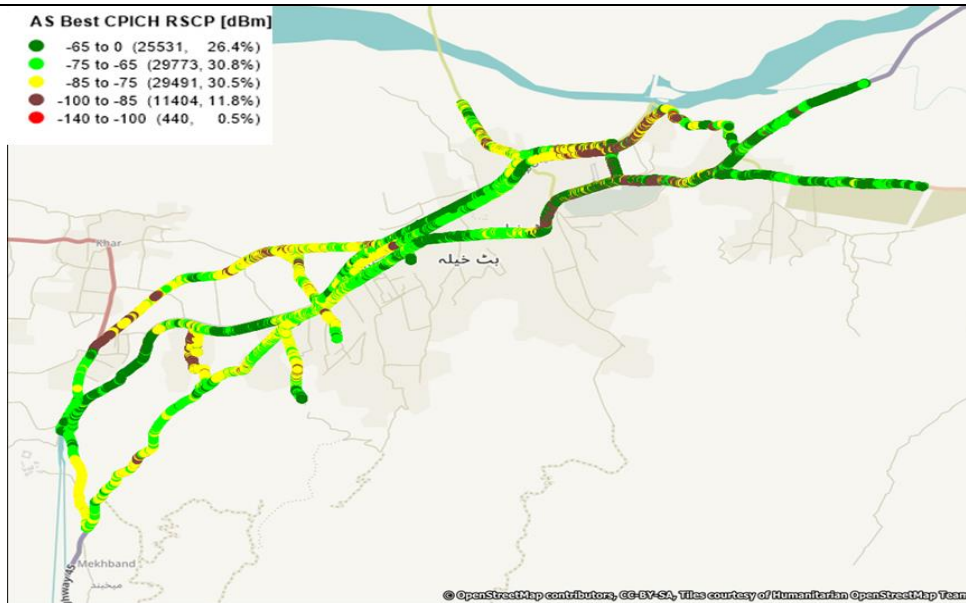 AS Best CPICH RSCP [dBm]
-65 to 0 (25531, 26.4%)
-75 to -65 (29773, 30.8%)
-85 to -75 (29491, 30.5%)
-100 to -85 (11404, 11.8%)
-140 to -100 (440, 0.5%)
Khar
بٹ خیلہ
Mekhband
میخبند
© OpenStreetMap contributors, CC-BY-SA, Tiles courtesy of Humanitarian OpenStreetMap Team